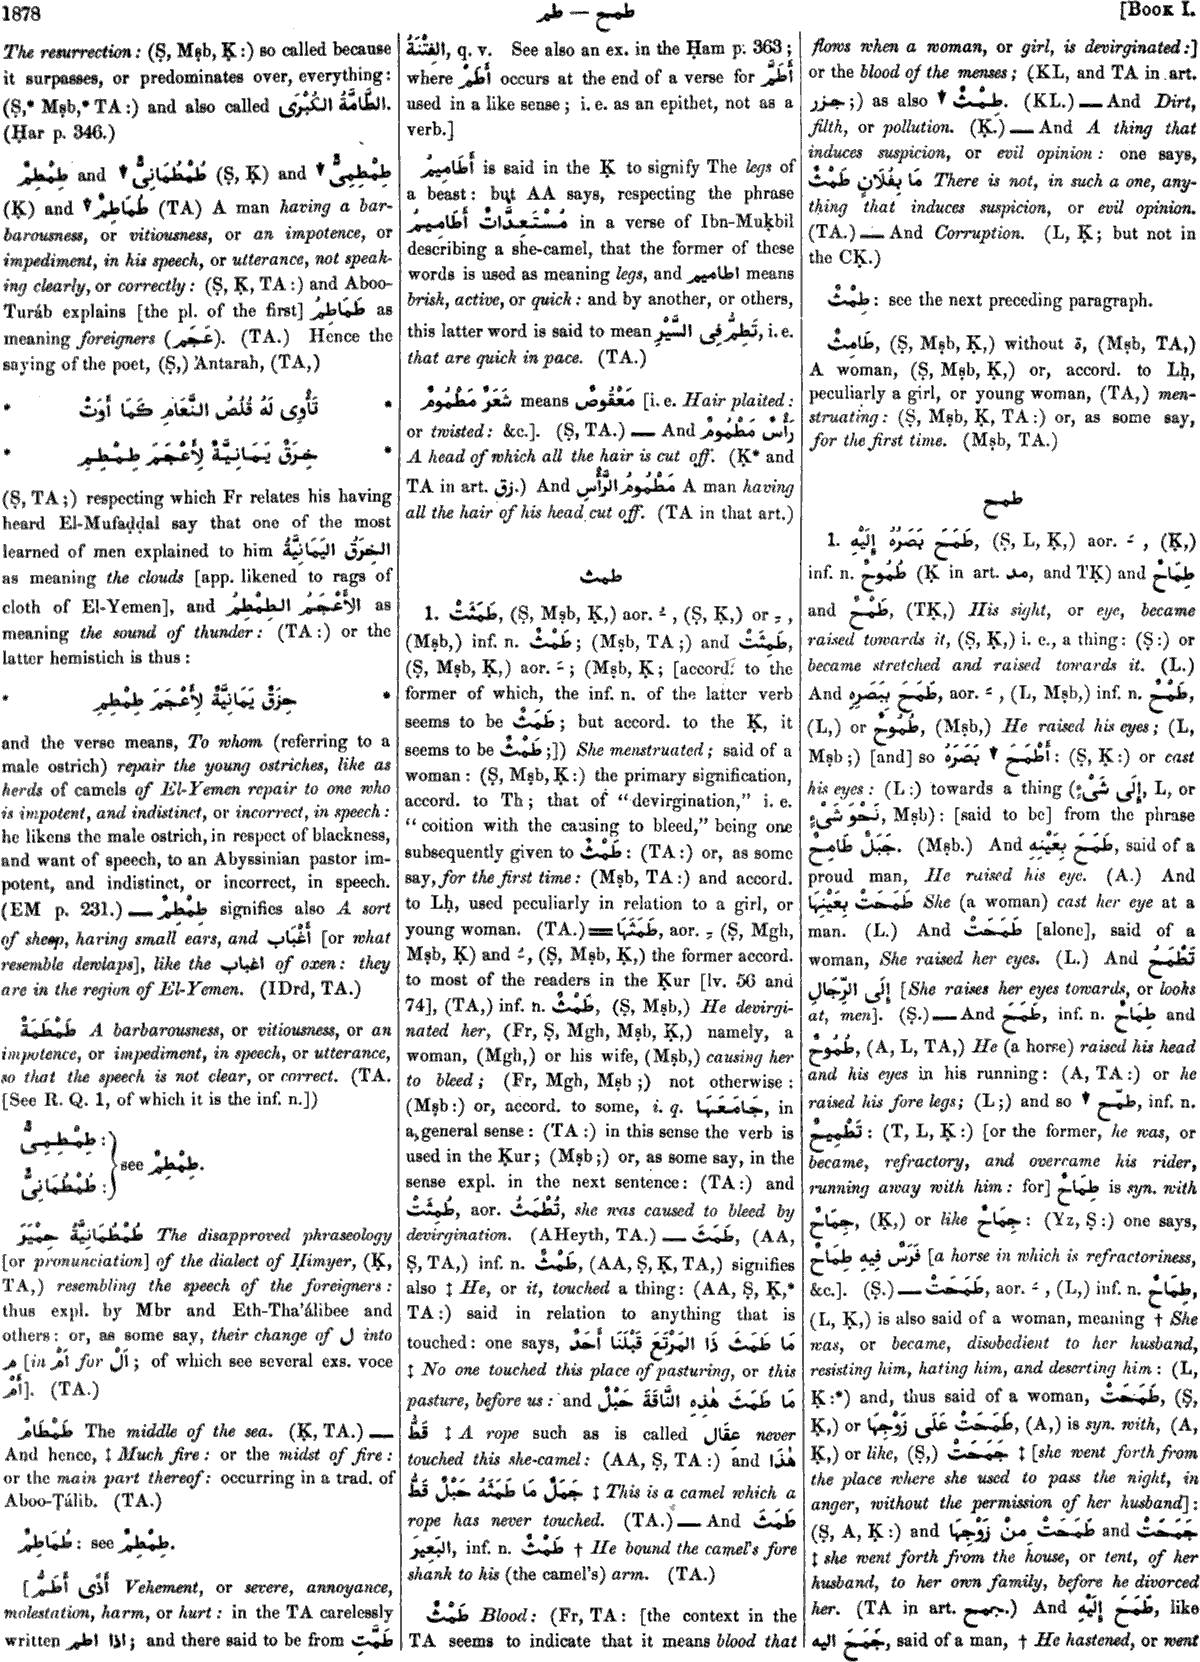 1878
طمح — طم
[BOOK I.
The resurrection: (Ṣ, Mṣb, Ḳ:) so called because
it surpasses, or predominates over, everything:
(Ṣ,* Mṣb,* TA:) and also called الطَّامَّةُ الكُبْرَى.
(Ḥar p. 346.)
طِمْطِمٌ and ▼ طُمْطُمَانِىٌّ (Ṣ, Ḳ) and ▼ طِمْطِمِىٌّ
(Ḳ) and ▼ طُمَاطِمٌ (TA) A man having a bar-
barousness, or vitiousness, or an impotence, or
impediment, in his speech, or utterance, not speak-
ing clearly, or correctly: (Ṣ, Ḳ, TA:) and Aboo-
Turáb explains [the pl. of the first] طَمَاطِمُ as
meaning foreigners (عَجَم). (TA.) Hence the
saying of the poet, (Ṣ,) ʼAntarah, (TA,)
* تَأْوِى لَهُ قُلُصُ النَّعَامِ كَمَا أَوَتْ *
* حِزَقٌ يَمَانِيَّةٌ لِأَعْجَمَ طِمْطِمِ *
(Ṣ, TA;) respecting which Fr relates his having
heard El-Mufaḍḍal say that one of the most
learned of men explained to him الخِرَقُ اليَمَانِيَّةُ
as meaning the clouds [app. likened to rags of
cloth of El-Yemen], and الأَعْجَمُ الطِمْطِمُ as
meaning the sound of thunder: (TA:) or the
latter hemistich is thus:
* حِزَقٌ يَمَانِيَّةٌ لِأَعْجَمَ طِمْطِمِ *
and the verse means, To whom (referring to a
male ostrich) repair the young ostriches, like as
herds of camels of El-Yemen repair to one who
is impotent, and indistinct, or incorrect, in speech:
he likens the male ostrich, in respect of blackness,
and want of speech, to an Abyssinian pastor im-
potent, and indistinct, or incorrect, in speech.
(EM p. 231.) — طِمْطِمٌ signifies also A sort
of sheep, having small ears, and أَغْبَاب [or what
resemble dewlaps], like the اغباب of oxen: they
are in the region of El-Yemen. (IDrd, TA.)
طَمْطَمَةٌ A barbarousness, or vitiousness, or an
impotence, or impediment, in speech, or utterance,
so that the speech is not clear, or correct. (TA.
[See R. Q. 1, of which it is the inf. n.])
طِمْطِمِىٌّ:
طُمْطُمَانِىٌّ: } see طِمْطِمٌ.
طُمْطُمَانِيَّةُ حِمْيَرَ The disapproved phraseology
[or pronunciation] of the dialect of Ḥimyer, (Ḳ,
TA,) resembling the speech of the foreigners:
thus expl. by Mbr and Eth-Thaʼálibee and
others: or, as some say, their change of ل into
م [in أَمْ for أَلْ; of which see several exs. voce
أَمْ]. (TA.)
طَمْطَامٌ The middle of the sea. (Ḳ, TA.) —
And hence, ‡ Much fire: or the midst of fire:
or the main part thereof: occurring in a trad. of
Aboo-Ṭálib. (TA.)
طُمَاطِمٌ: see طِمْطِمٌ.
[أَذًى أَطَمُّ Vehement, or severe, annoyance,
molestation, harm, or hurt: in the TA carelessly
written اذا اطم; and there said to be from طَمَّتِ
الفِتْنَةُ, q. v. See also an ex. in the Ḥam p. 363;
where أَطَمْ occurs at the end of a verse for أَطَمَّ
used in a like sense; i. e. as an epithet, not as a
verb.]
أَطَامِيمُ is said in the Ḳ to signify The legs of
a beast: but AA says, respecting the phrase
مُسْتَعِدَّاتٌ أَطَامِيمُ in a verse of Ibn-Muḳbil
describing a she-camel, that the former of these
words is used as meaning legs, and اطاميم means
brisk, active, or quick: and by another, or others,
this latter word is said to mean تَطِمُّ فِى السَّيْرِ, i. e.
that are quick in pace. (TA.)
شَعَرٌ مَطْمُومٌ means مَعْقُوصٌ [i. e. Hair plaited:
or twisted: &c.]. (Ṣ, TA.) — And رَأْسٌ مَطْمُومٌ
A head of which all the hair is cut off. (Ḳ* and
TA in art. زق.) And مَطْمُومُ الرَّأْسِ A man having
all the hair of his head cut off. (TA in that art.)
طمث
1. طَمَثَتْ, (Ṣ, Mṣb, Ḳ,) aor. ـُ, (Ṣ, Ḳ,) or ـِ,
(Mṣb,) inf. n. طَمْثٌ; (Mṣb, TA;) and طَمِثَتْ,
(Ṣ, Mṣb, Ḳ,) aor. ـَ; (Mṣb, Ḳ; [accord. to the
former of which, the inf. n. of the latter verb
seems to be طَمَثٌ; but accord. to the Ḳ, it
seems to be طَمْثٌ;]) She menstruated; said of a
woman: (Ṣ, Mṣb, Ḳ:) the primary signification,
accord. to Th; that of “devirgination,” i. e.
“coition with the causing to bleed,” being one
subsequently given to طَمْثٌ: (TA:) or, as some
say, for the first time: (Mṣb, TA:) and accord.
to Lḥ, used peculiarly in relation to a girl, or
young woman. (TA.) = طَمَثَهَا, aor. ـِ (Ṣ, Mgh,
Mṣb, Ḳ) and ـُ, (Ṣ, Mṣb, Ḳ,) the former accord.
to most of the readers in the Ḳur [lv. 56 and
74], (TA,) inf. n. طَمْثٌ, (Ṣ, Mṣb,) He devirgi-
nated her, (Fr, Ṣ, Mgh, Mṣb, Ḳ,) namely, a
woman, (Mgh,) or his wife, (Mṣb,) causing her
to bleed; (Fr, Mgh, Mṣb;) not otherwise:
(Mṣb:) or, accord. to some, i. q. جَامَعَهَا, in
a general sense: (TA:) in this sense the verb is
used in the Ḳur; (Mṣb;) or, as some say, in the
sense expl. in the next sentence: (TA:) and
طُمِثَتْ, aor. تُطْمَثُ, she was caused to bleed by
devirgination. (AHeyth, TA.) — طَمَثَ, (AA,
Ṣ, TA,) inf. n. طَمْثٌ, (AA, Ṣ, Ḳ, TA,) signifies
also ‡ He, or it, touched a thing: (AA, Ṣ, Ḳ,*
TA:) said in relation to anything that is
touched: one says, مَا طَمَثَ ذَا المَرْتَعَ قَبْلَنَا أَحَدٌ
‡ No one touched this place of pasturing, or this
pasture, before us: and مَا طَمَثَ هٰذِهِ النَّاقَةَ حَبْلٌ
قَطُّ ‡ A rope such as is called عِقَال never
touched this she-camel: (AA, Ṣ, TA:) and هٰذَا
جَمَلٌ مَا طَمَثَهُ حَبْلٌ قَطُّ ‡ This is a camel which a
rope has never touched. (TA.) — And طَمَثَ
البَعِيرَ, inf. n. طَمْثٌ † He bound the camel's fore
shank to his (the camel's) arm. (TA.)
طَمْثٌ Blood: (Fr, TA: [the context in the
TA seems to indicate that it means blood that
flows when a woman, or girl, is devirginated:]
or the blood of the menses; (KL, and TA in art.
جزر;) as also ▼ طِمْثٌ. (KL.) — And Dirt,
filth, or pollution. (Ḳ.) — And A thing that
induces suspicion, or evil opinion: one says,
مَا بِفُلَانٍ طَمْثٌ There is not, in such a one, any-
thing that induces suspicion, or evil opinion.
(TA.) — And Corruption. (L, Ḳ; but not in
the CḲ.)
طِمْثٌ: see the next preceding paragraph.
طَامِثٌ, (Ṣ, Mṣb, Ḳ,) without ة, (Mṣb, TA,)
A woman, (Ṣ, Mṣb, Ḳ,) or, accord. to Lḥ,
peculiarly a girl, or young woman, (TA,) men-
struating: (Ṣ, Mṣb, Ḳ, TA:) or, as some say,
for the first time. (Mṣb, TA.)
طمح
1. طَمَحَ بَصَرُهُ إِلَيْهِ, (Ṣ, L, Ḳ,) aor. ـَ, (Ḳ,)
inf. n. طُمُوحٌ (Ḳ in art. مد, and TḲ) and طِمَاحٌ
and طَمْحٌ, (TḲ,) His sight, or eye, became
raised towards it, (Ṣ, Ḳ,) i. e., a thing: (Ṣ:) or
became stretched and raised towards it. (L.)
And طَمَحَ بِبَصَرِهِ, aor. ـَ, (L, Mṣb,) inf. n. طَمْحٌ,
(L,) or طُمُوحٌ, (Mṣb,) He raised his eyes; (L,
Mṣb;) [and] so بَصَرَهُ ▼ أَطْمَحَ: (Ṣ, Ḳ:) or cast
his eyes: (L:) towards a thing (إِلَى شَىْءٍ, L, or
نَحْوَ شَىْءٍ, Mṣb): [said to be] from the phrase
جَبَلٌ طَامِحٌ. (Mṣb.) And طَمَحَ بِعَيْنِهِ, said of a
proud man, He raised his eye. (A.) And
طَمَحَتْ بِعَيْنِهَا She (a woman) cast her eye at a
man. (L.) And طَمَحَتْ [alone], said of a
woman, She raised her eyes. (L.) And تَطْمَحُ
إِلَى الرِّجَالِ [She raises her eyes towards, or looks
at, men]. (Ṣ.) — And طَمَحَ, inf. n. طِمَاحٌ and
طُمُوحٌ, (A, L, TA,) He (a horse) raised his head
and his eyes in his running: (A, TA:) or he
raised his fore legs; (L;) and so ▼ طمّح, inf. n.
تَطْمِيحٌ: (T, L, Ḳ:) [or the former, he was, or
became, refractory, and overcame his rider,
running away with him: for] طِمَاحٌ is syn. with
جِمَاحٌ, (Ḳ,) or like جِمَاحٌ: (Yz, Ṣ:) one says,
فَرَسٌ فِيهِ طِمَاحٌ [a horse in which is refractoriness,
&c.]. (Ṣ.) — طَمَحَتْ, aor. ـَ, (L,) inf. n. طِمَاحٌ,
(L, Ḳ,) is also said of a woman, meaning † She
was, or became, disobedient to her husband,
resisting him, hating him, and deserting him: (L,
Ḳ:*) and, thus said of a woman, طَمَحَتْ, (Ṣ,
Ḳ,) or طَمَحَتْ عَلَى زَوْجِهَا, (A,) is syn. with, (A,
Ḳ,) or like, (Ṣ,) جَمَحَتْ ‡ [she went forth from
the place where she used to pass the night, in
anger, without the permission of her husband]:
(Ṣ, A, Ḳ:) and طَمَحَتْ مِنْ زَوْجِهَا and جَمَحَتْ
‡ she went forth from the house, or tent, of her
husband, to her own family, before he divorced
her. (TA in art. جمح.) And طَمَحَ إِلَيْهِ, like
جَمَحَ اليه, said of a man, † He hastened, or went